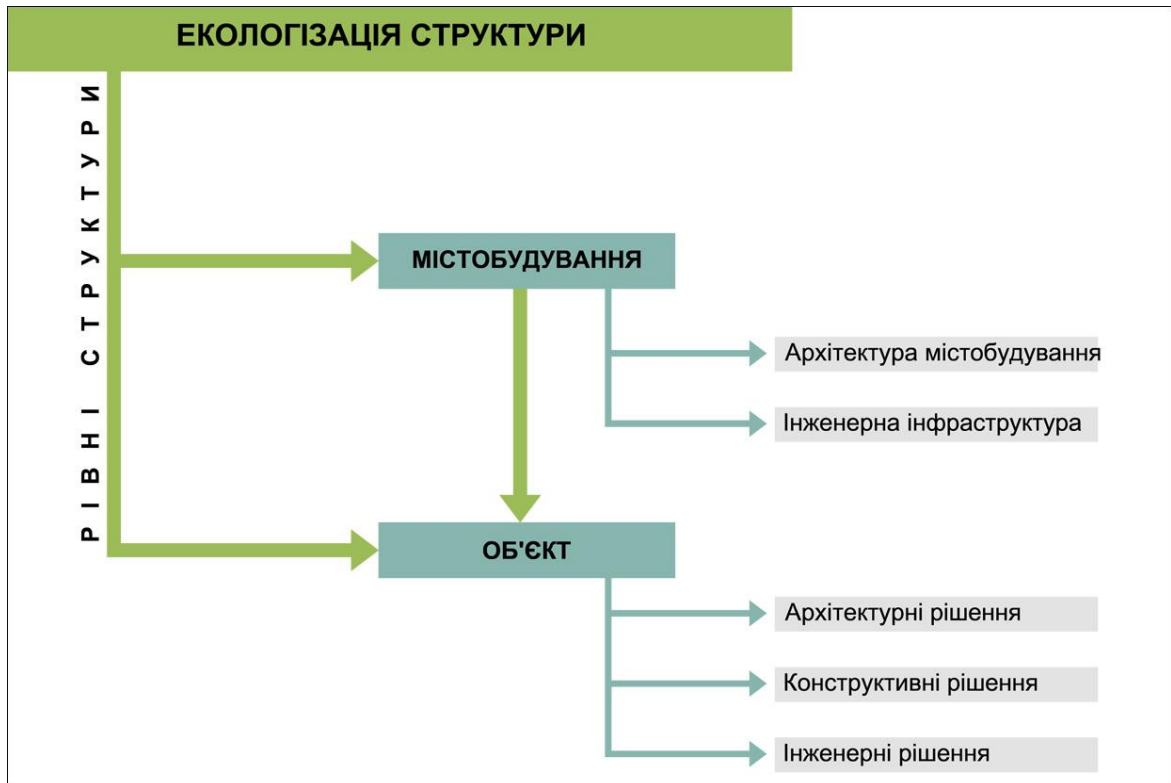 ЕКОЛОГІЗАЦІЯ СТРУКТУРИ
РІВНІ СТРУКТУРИ
МІСТОБУДУВАННЯ
Архітектура містобудування
Інженерна інфраструктура
ОБ'ЄКТ
Архітектурні рішення
Конструктивні рішення
Інженерні рішення